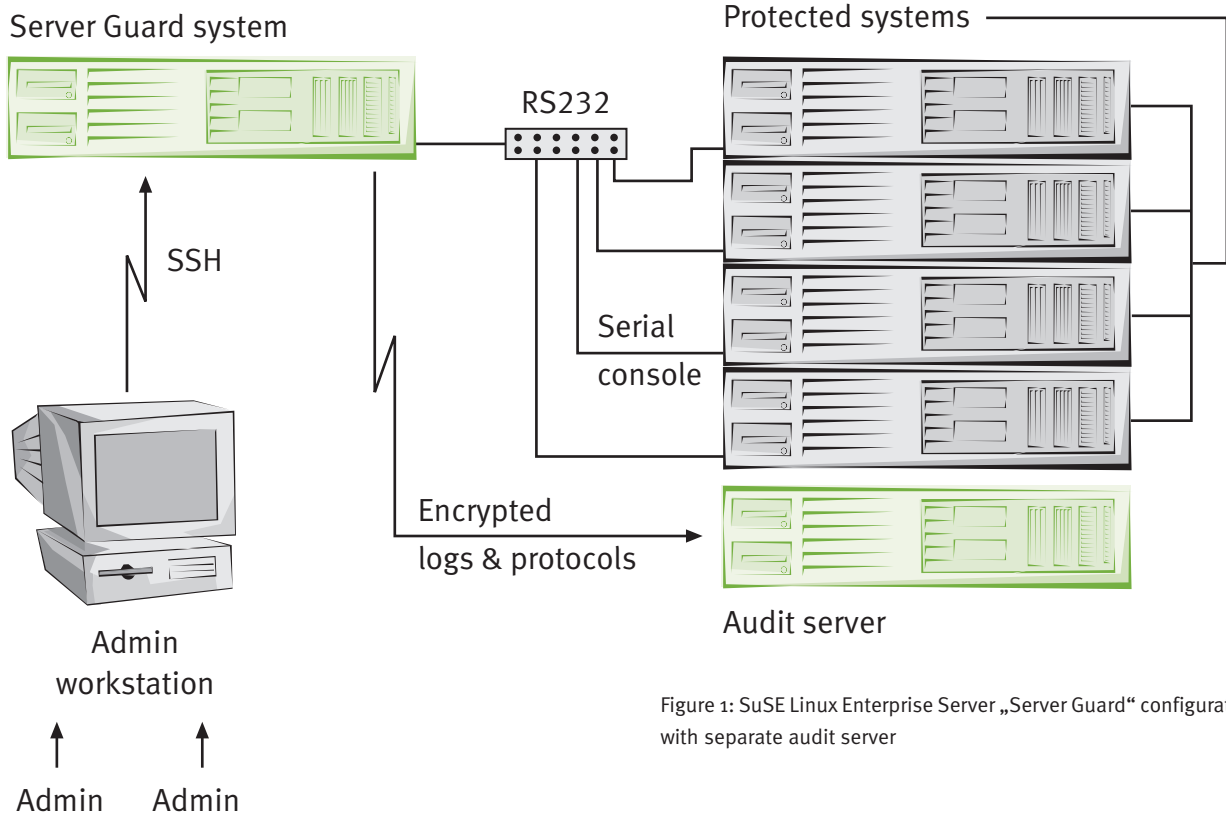 Server Guard system
Protected systems
RS232
SSH
Serial
console
Encrypted
logs & protocols
Audit server
Admin
workstation
Figure 1: SuSE Linux Enterprise Server „Server Guard“ configurat
with separate audit server
Admin
Admin